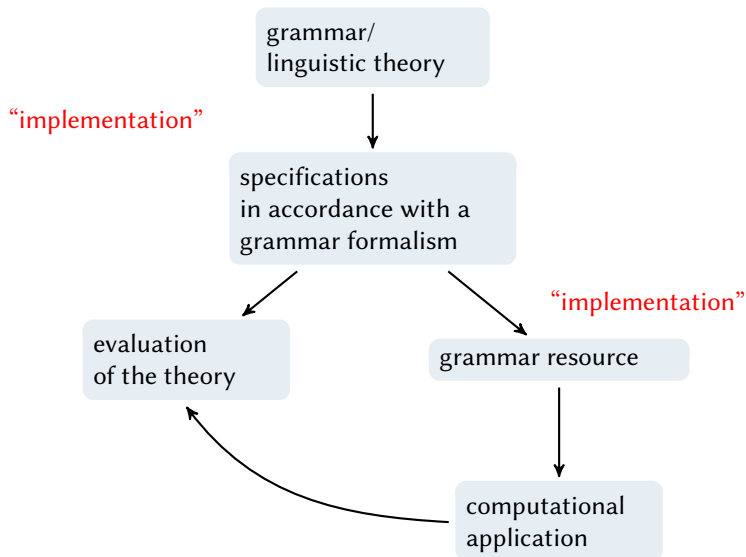 grammar/
linguistic theory
“implementation”
specifications
in accordance with a
grammar formalism
“implementation”
evaluation
of the theory
grammar resource
computational
application